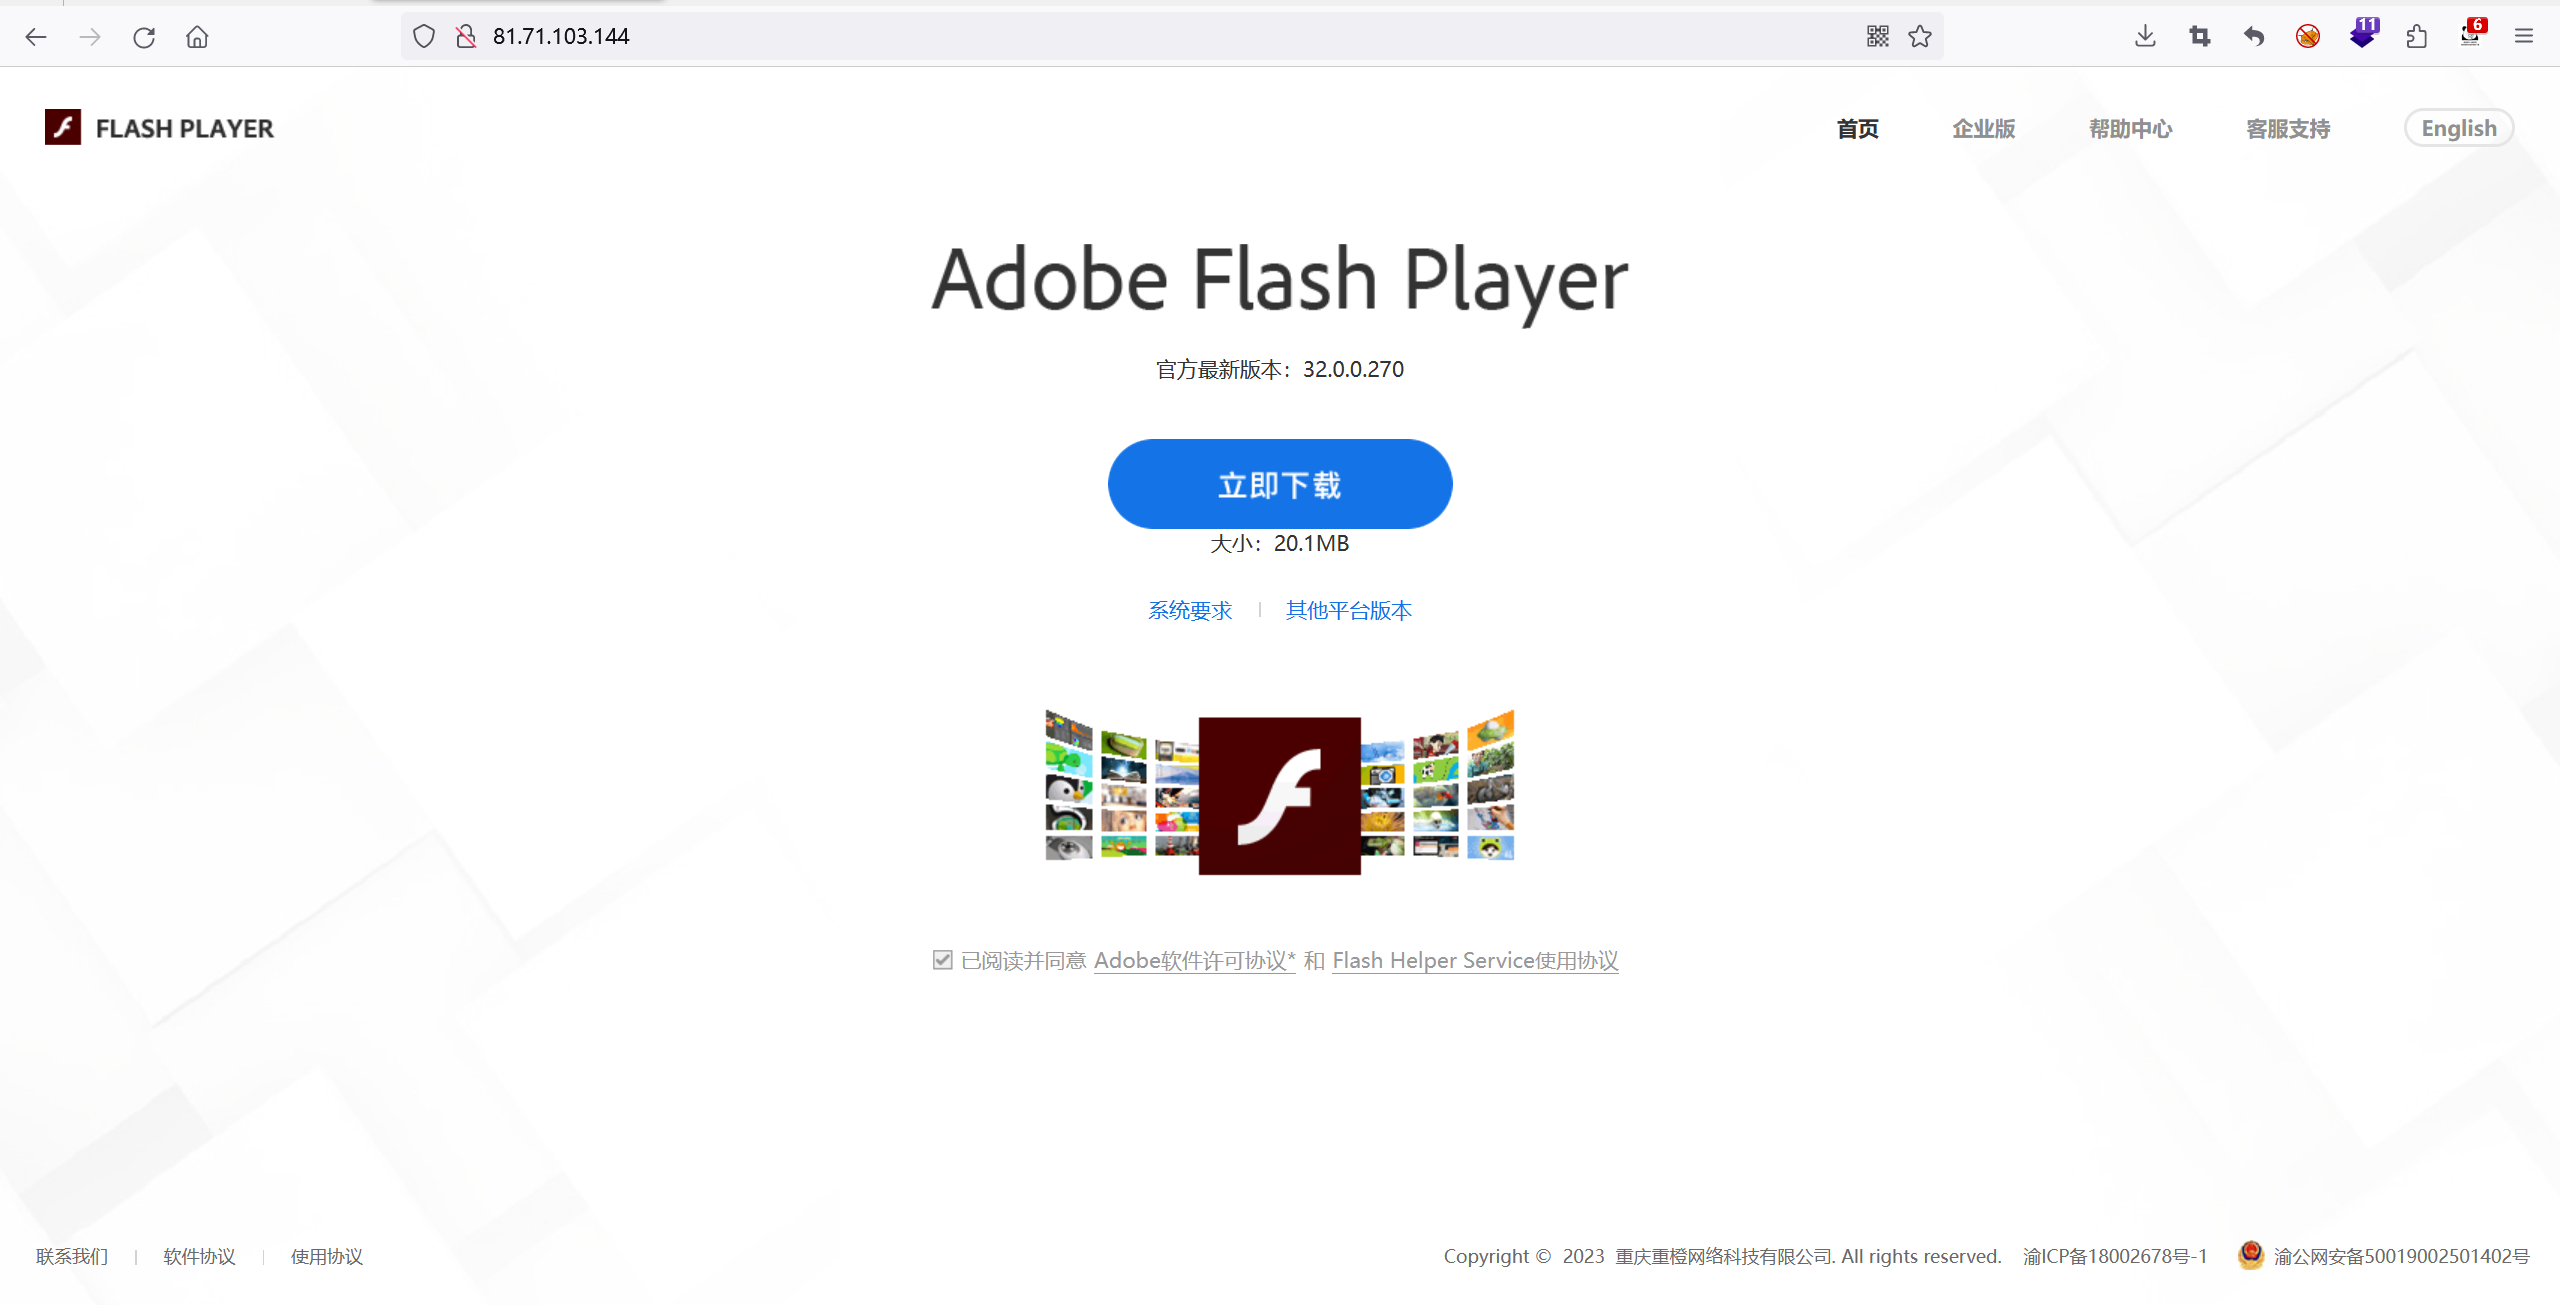 81.71.103.144
11
6
FLASH PLAYER
首页
企业版
帮助中心
客服支持
English
Adobe Flash Player
官方最新版本：32.0.0.270
立即下载
大小：20.1MB
系统要求
其他平台版本
已阅读并同意 Adobe软件许可协议* 和 Flash Helper Service使用协议
联系我们
软件协议
使用协议
Copyright © 2023 重庆重橙网络科技有限公司. All rights reserved. 渝ICP备18002678号-1 渝公网安备50019002501402号